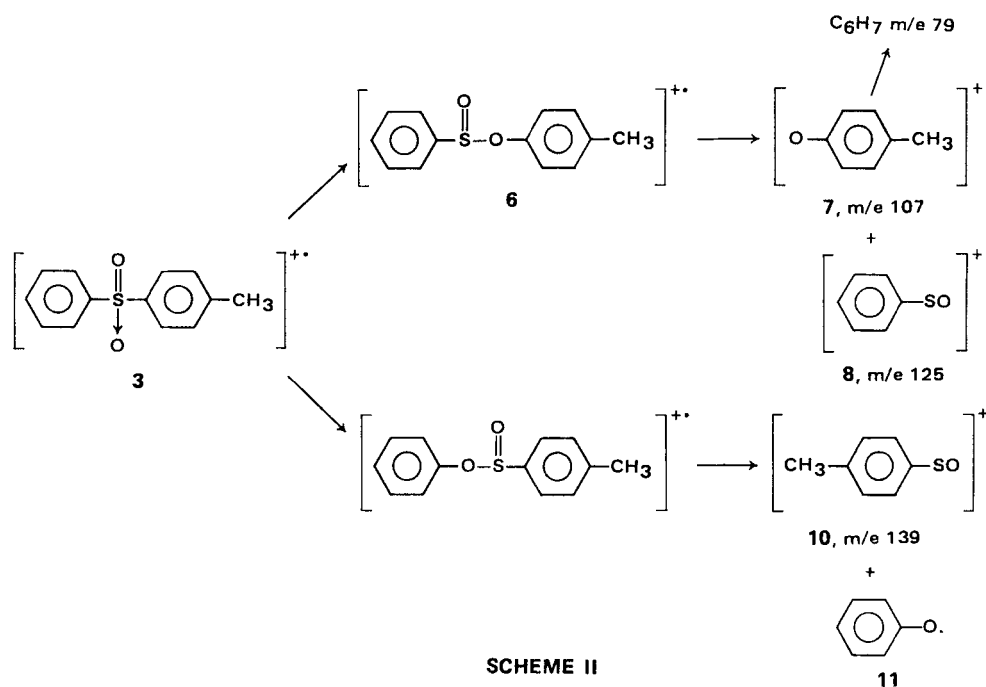 C6H7 m/e 79
+·
+·
+
O
S
O
CH3
O
CH3
6
7, m/e 107
+
+·
+
O
S
CH3
O
SO
3
8, m/e 125
+·
+
O
O
S
CH3
CH3
SO
10, m/e 139
+
O.
SCHEME II
11